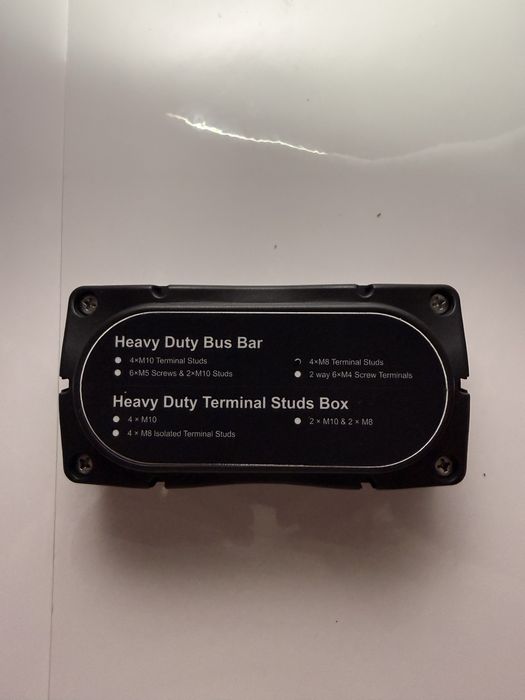 Heavy Duty Bus Bar
4×M10 Terminal Studs
4×M8 Terminal Studs
6×M5 Screws & 2×M10 Studs
2 way 6×M4 Screw Terminals
Heavy Duty Terminal Studs Box
4 × M10
2 × M10 & 2 × M8
4 × M8 Isolated Terminal Studs